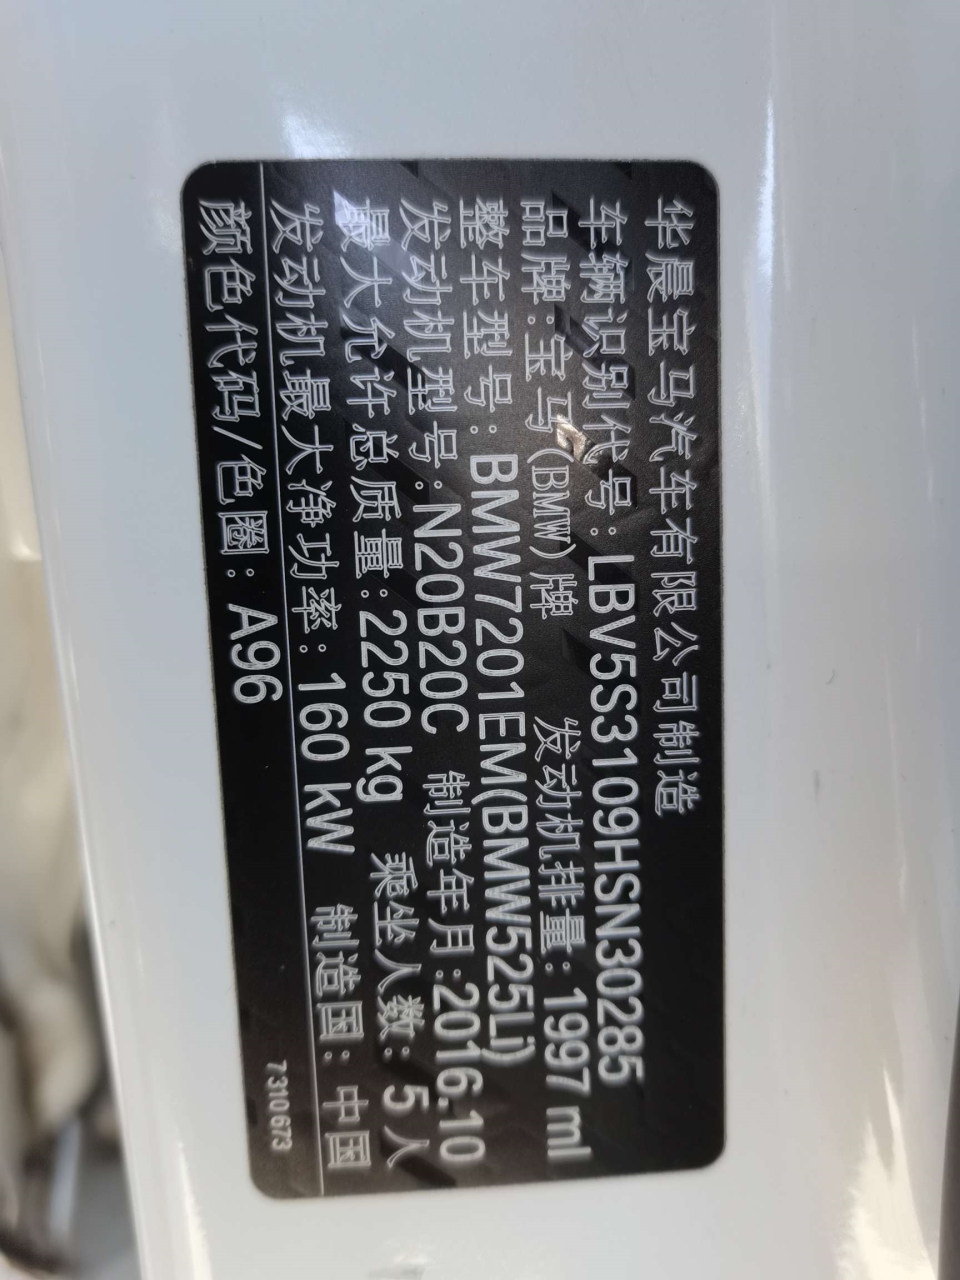 华晨宝马汽车有限公司制造
车辆识别代号：LBV5S3109HSN30285
品牌：宝马(BMW)牌 发动机排量：1997 ml
整车型号：BMW7201EM(BMW525Li)
发动机型号：N20B20C 制造年月：2016.10
最大允许总质量：2250 kg 乘坐人数：5人
发动机最大净功率：160 kW 制造国：中国
颜色代码/色圈：A96
7310673